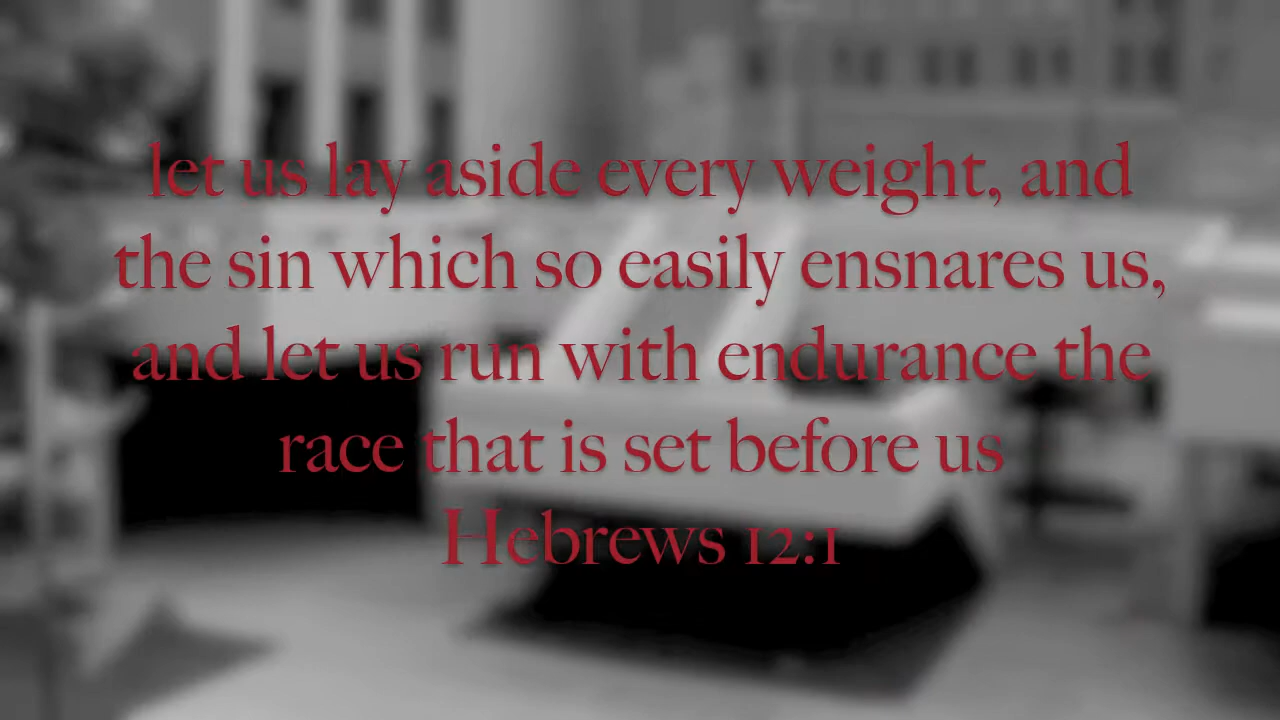 let us lay aside every weight, and
the sin which so easily ensnares us,
and let us run with endurance the
race that is set before us
Hebrews 12:1